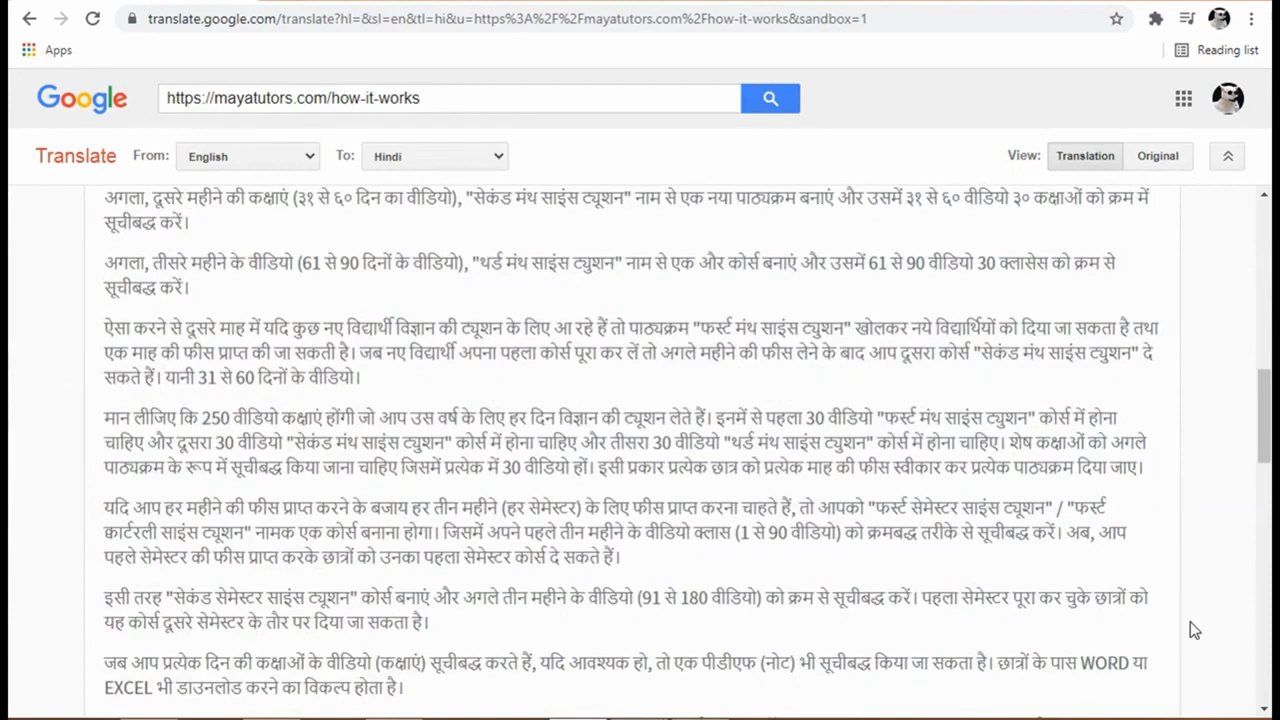 translate.google.com/translate?hl=&sl=en&tl=hi&u=https%3A%2F%2Fmayatutors.com%2Fhow-it-works&sandbox=1
Apps
Reading list
Google
https://mayatutors.com/how-it-works
Translate
From:
English
To:
Hindi
View:
Translation
Original
अगला, दूसरे महीने की कक्षाएं (३१ से ६० दिन का वीडियो), "सेकंड मंथ साइंस ट्यूशन" नाम से एक नया पाठ्यक्रम बनाएं और उसमें ३१ से ६० वीडियो ३० कक्षाओं को क्रम में
सूचीबद्ध करें।
अगला, तीसरे महीने के वीडियो (61 से 90 दिनों के वीडियो), "थर्ड मंथ साइंस ट्युशन" नाम से एक और कोर्स बनाएं और उसमें 61 से 90 वीडियो 30 क्लासेस को क्रम से
सूचीबद्ध करें।
ऐसा करने से दूसरे माह में यदि कुछ नए विद्यार्थी विज्ञान की ट्यूशन के लिए आ रहे हैं तो पाठ्यक्रम "फर्स्ट मंथ साइंस ट्युशन" खोलकर नये विद्यार्थियों को दिया जा सकता है तथा
एक माह की फीस प्राप्त की जा सकती है। जब नए विद्यार्थी अपना पहला कोर्स पूरा कर लें तो अगले महीने की फीस लेने के बाद आप दूसरा कोर्स "सेकंड मंथ साइंस ट्युशन" दे
सकते हैं। यानी 31 से 60 दिनों के वीडियो।
मान लीजिए कि 250 वीडियो कक्षाएं होंगी जो आप उस वर्ष के लिए हर दिन विज्ञान की ट्यूशन लेते हैं। इनमें से पहला 30 वीडियो "फर्स्ट मंथ साइंस ट्युशन" कोर्स में होना
चाहिए और दूसरा 30 वीडियो "सेकंड मंथ साइंस ट्युशन" कोर्स में होना चाहिए और तीसरा 30 वीडियो "थर्ड मंथ साइंस ट्युशन" कोर्स में होना चाहिए। शेष कक्षाओं को अगले
पाठ्यक्रम के रूप में सूचीबद्ध किया जाना चाहिए जिसमें प्रत्येक में 30 वीडियो हों। इसी प्रकार प्रत्येक छात्र को प्रत्येक माह की फीस स्वीकार कर प्रत्येक पाठ्यक्रम दिया जाए।
यदि आप हर महीने की फीस प्राप्त करने के बजाय हर तीन महीने (हर सेमेस्टर) के लिए फीस प्राप्त करना चाहते हैं, तो आपको "फर्स्ट सेमेस्टर साइंस ट्यूशन" / "फर्स्ट
क्वार्टरली साइंस ट्यूशन" नामक एक कोर्स बनाना होगा। जिसमें अपने पहले तीन महीने के वीडियो क्लास (1 से 90 वीडियो) को क्रमबद्ध तरीके से सूचीबद्ध करें। अब, आप
पहले सेमेस्टर की फीस प्राप्त करके छात्रों को उनका पहला सेमेस्टर कोर्स दे सकते हैं।
इसी तरह "सेकंड सेमेस्टर साइंस ट्यूशन" कोर्स बनाएं और अगले तीन महीने के वीडियो (91 से 180 वीडियो) को क्रम से सूचीबद्ध करें। पहला सेमेस्टर पूरा कर चुके छात्रों को
यह कोर्स दूसरे सेमेस्टर के तौर पर दिया जा सकता है।
जब आप प्रत्येक दिन की कक्षाओं के वीडियो (कक्षाएं) सूचीबद्ध करते हैं, यदि आवश्यक हो, तो एक पीडीएफ (नोट) भी सूचीबद्ध किया जा सकता है। छात्रों के पास WORD या
EXCEL भी डाउनलोड करने का विकल्प होता है।